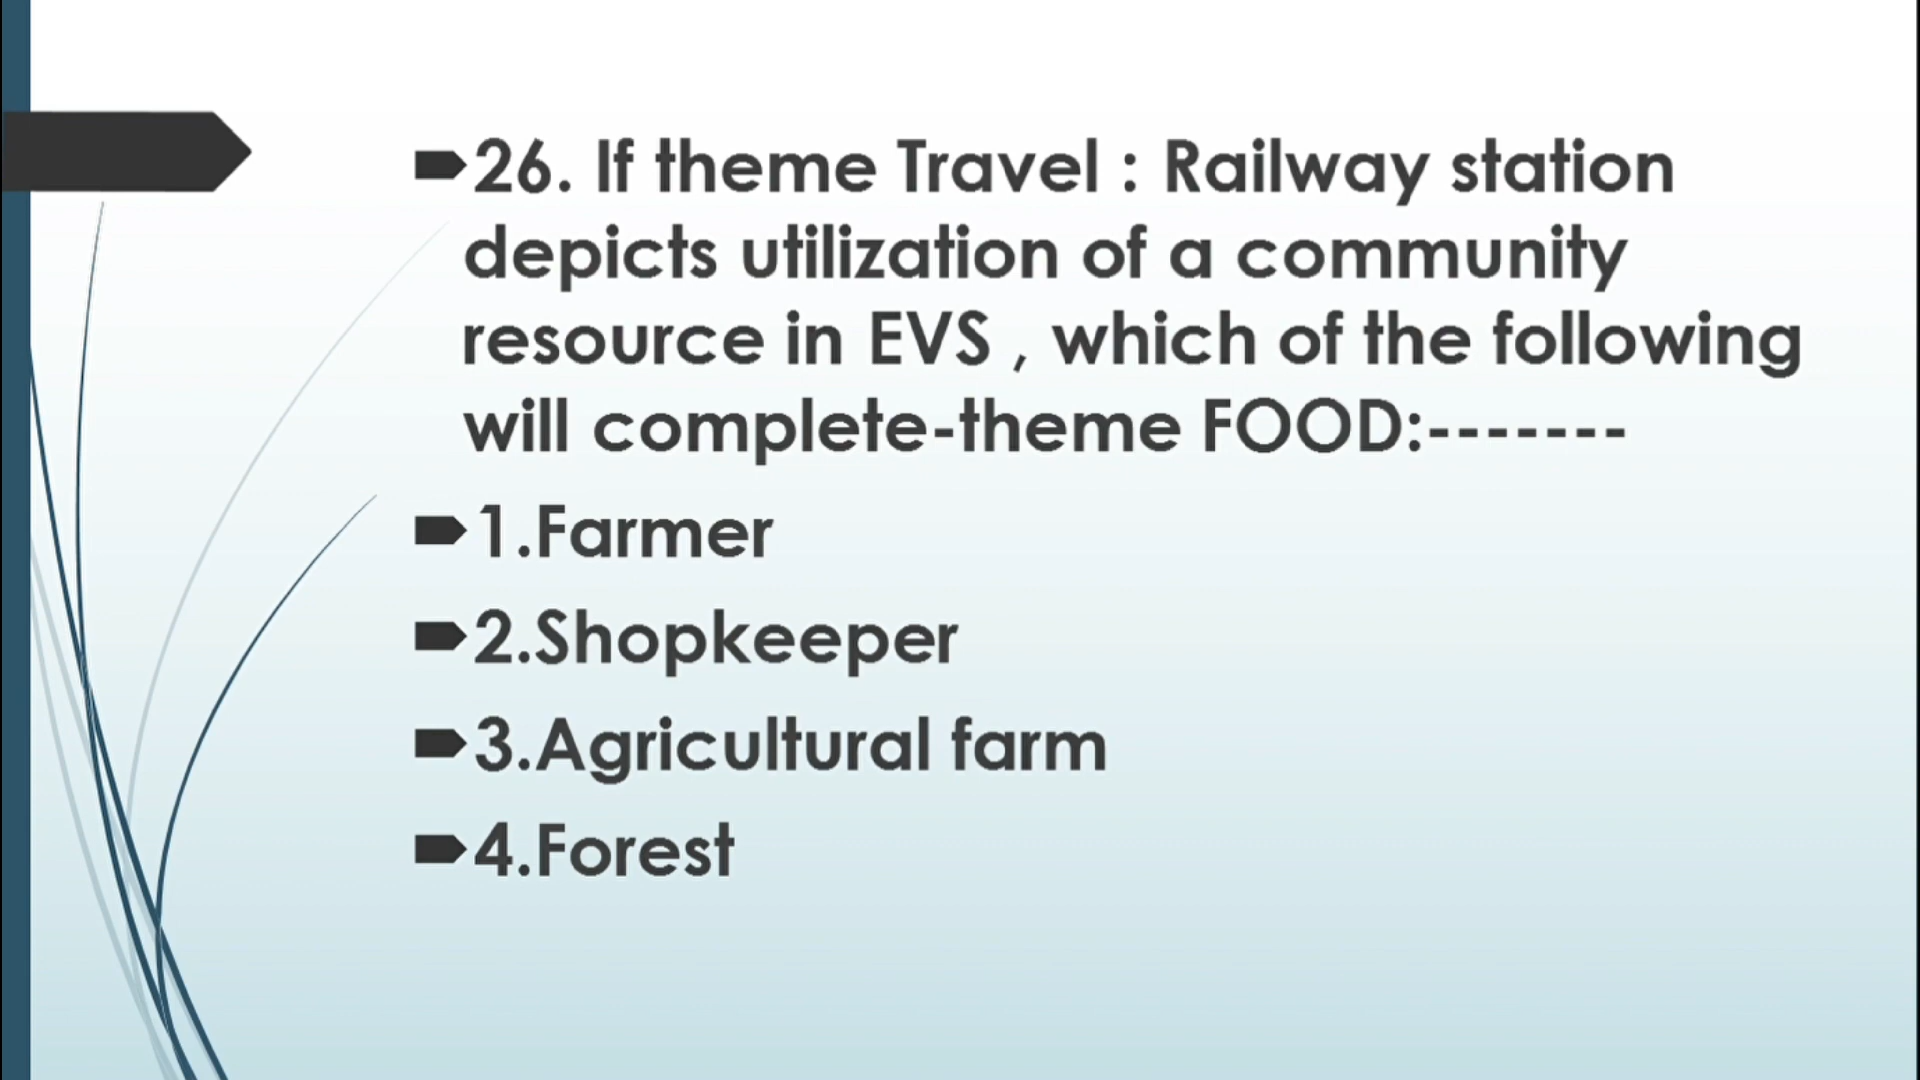 26. If theme Travel : Railway station
depicts utilization of a community
resource in EVS , which of the following
will complete-theme FOOD:-------
1.Farmer
2.Shopkeeper
3.Agricultural farm
4.Forest